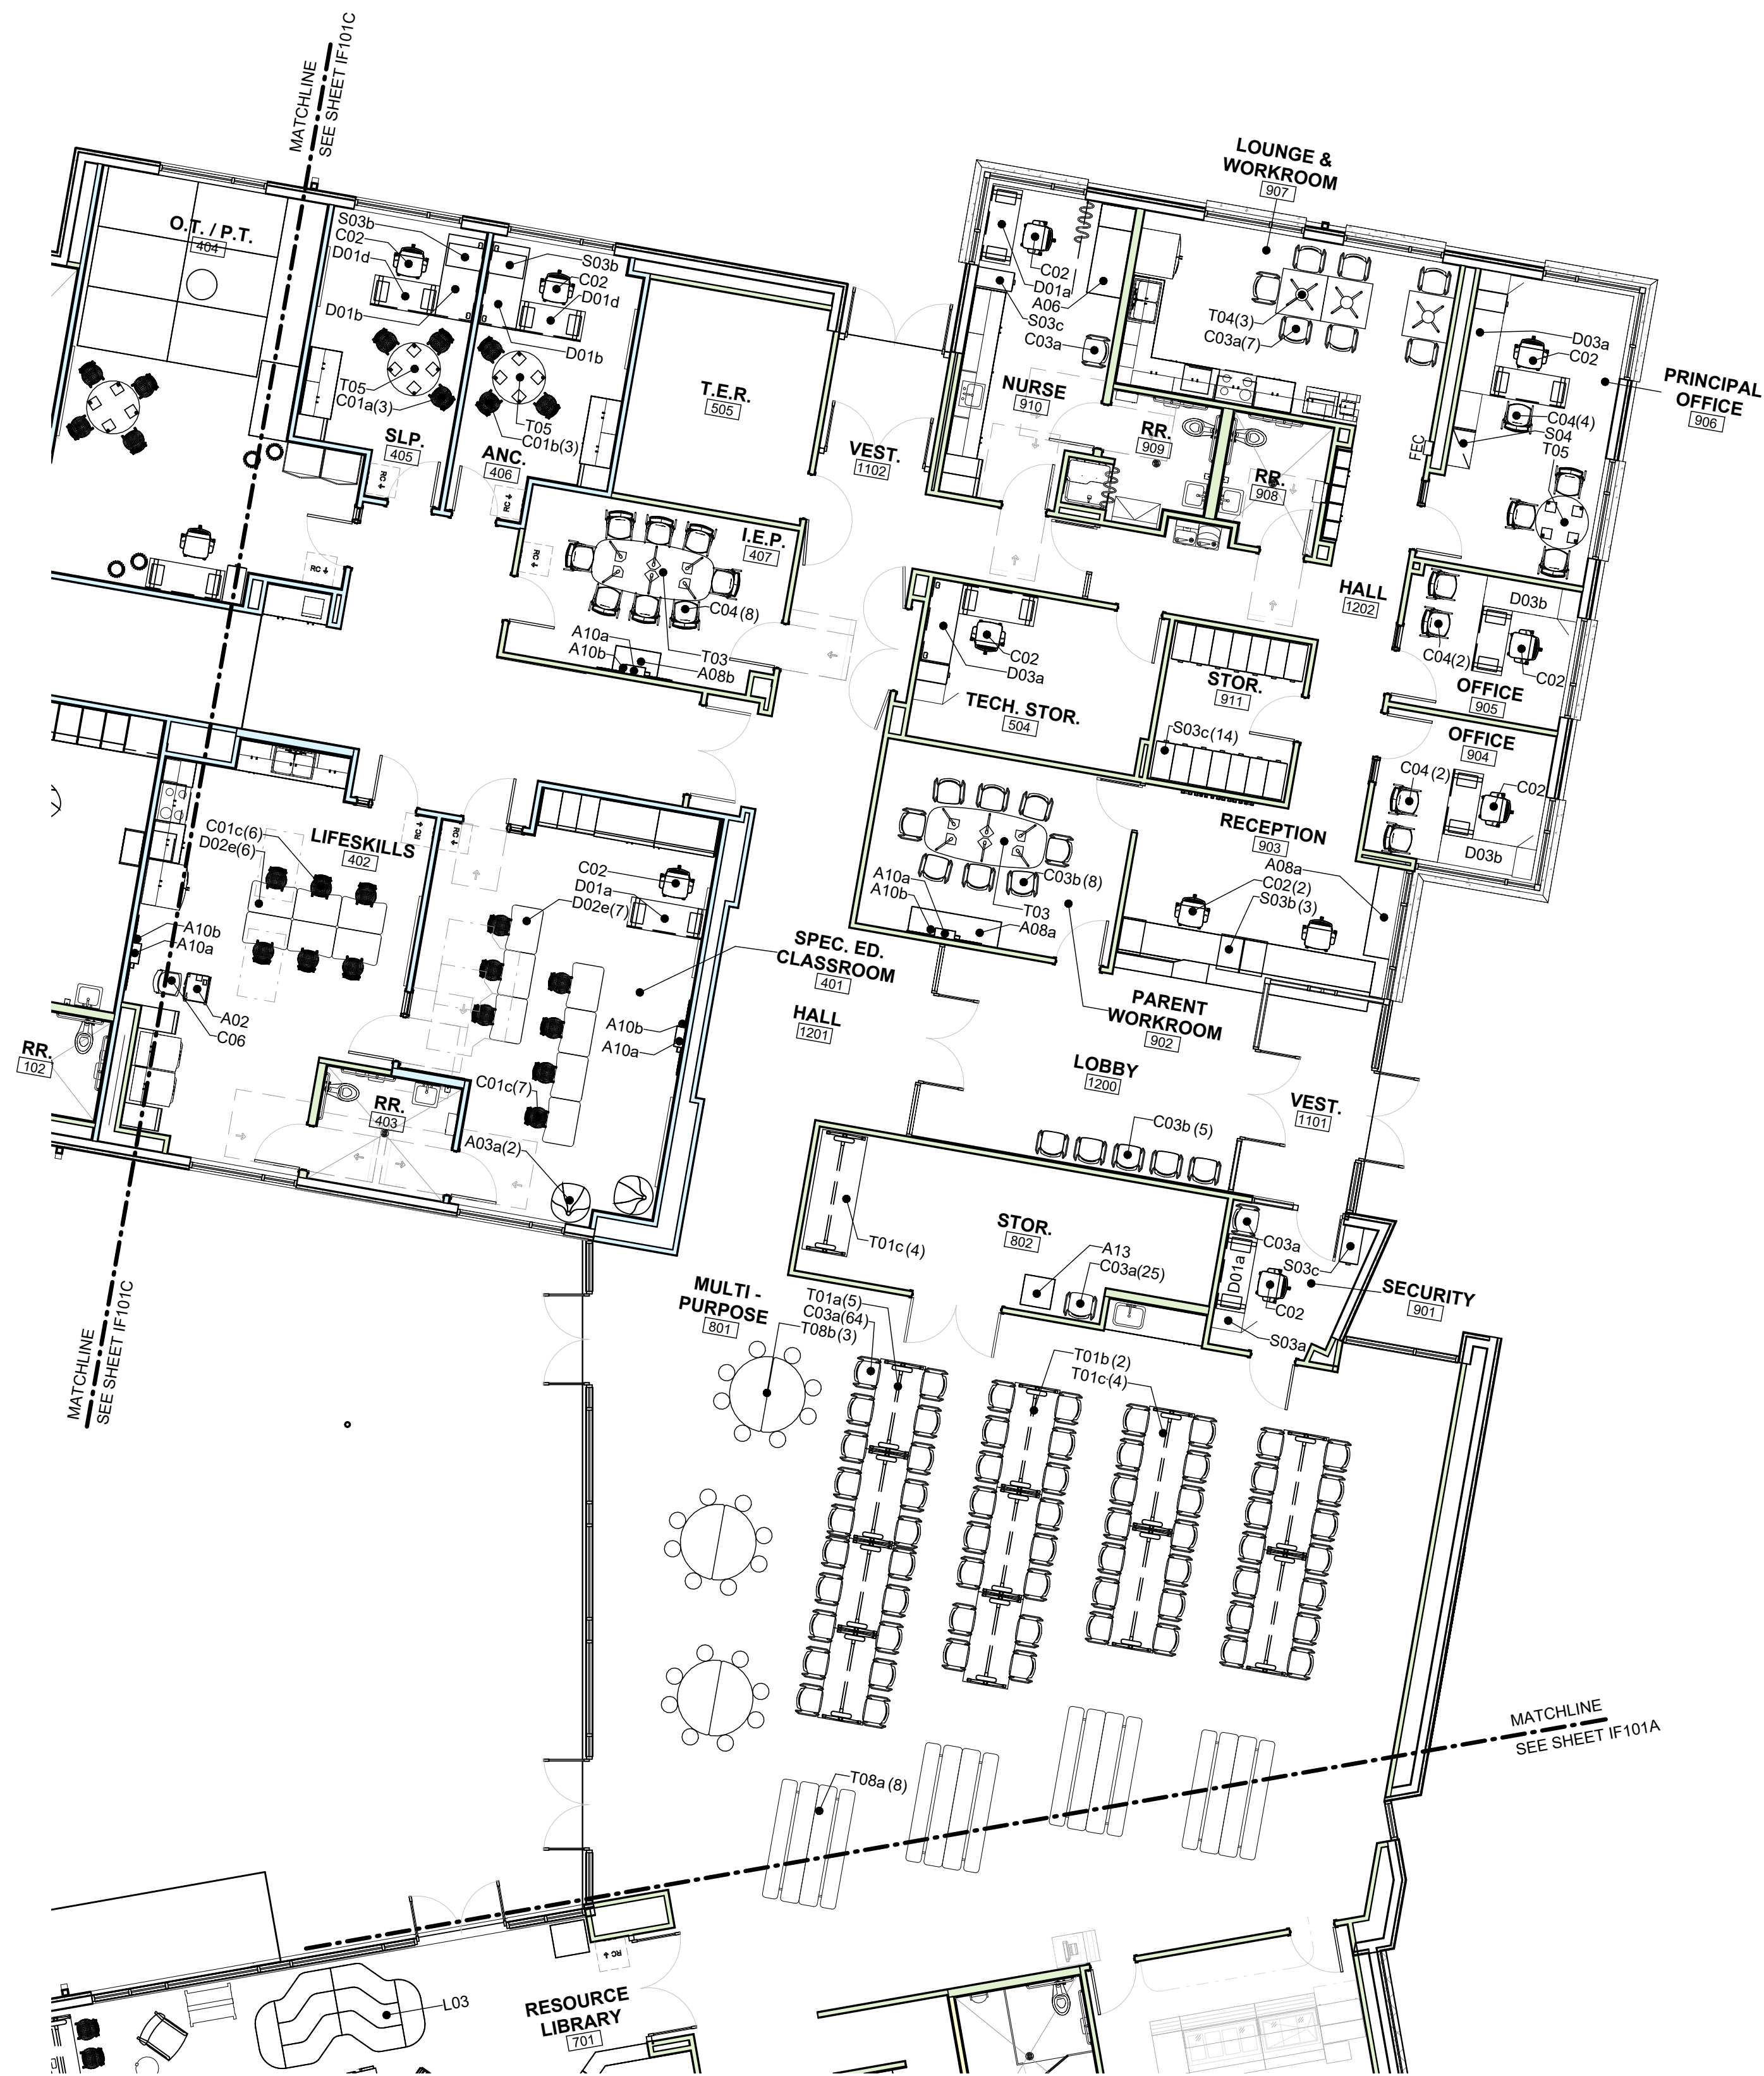 MATCHLINE
SEE SHEET IF101C
LOUNGE &
WORKROOM
907
O.T. / P.T.
404
S03b
C02
D01d
D01b
T05
C01a(3)
SLP.
405
RC
S03b
C02
D01d
D01b
T05
C01b(3)
ANC.
406
RC
T.E.R.
505
VEST.
1102
C02
D01a
A06
S03c
C03a
NURSE
910
T04(3)
C03a(7)
RR.
909
RR.
908
FEC
D03a
C02
C04(4)
S04
T05
PRINCIPAL
OFFICE
906
RC
RC
I.E.P.
407
C04(8)
A10a
A10b
T03
A08b
HALL
1202
D03b
C04(2)
C02
OFFICE
905
C02
D03a
TECH. STOR.
504
STOR.
911
S03c(14)
OFFICE
904
C04(2)
C02
D03b
C01c(6)
D02e(6)
LIFESKILLS
402
RC
RC
A10b
A10a
A02
C06
C02
D01a
D02e(7)
SPEC. ED.
CLASSROOM
401
A10b
A10a
C01c(7)
A03a(2)
RR.
102
RR.
403
HALL
1201
A10a
A10b
C03b(8)
T03
A08a
PARENT
WORKROOM
902
RECEPTION
903
A08a
C02(2)
S03b(3)
LOBBY
1200
VEST.
1101
C03b(5)
STOR.
802
T01c(4)
A13
C03a(25)
C03a
S03c
D01a
C02
S03a
SECURITY
901
MULTI -
PURPOSE
801
T01a(5)
C03a(64)
T08b(3)
T01b(2)
T01c(4)
MATCHLINE
SEE SHEET IF101C
MATCHLINE
SEE SHEET IF101A
T08a(8)
RC
L03
RESOURCE
LIBRARY
701